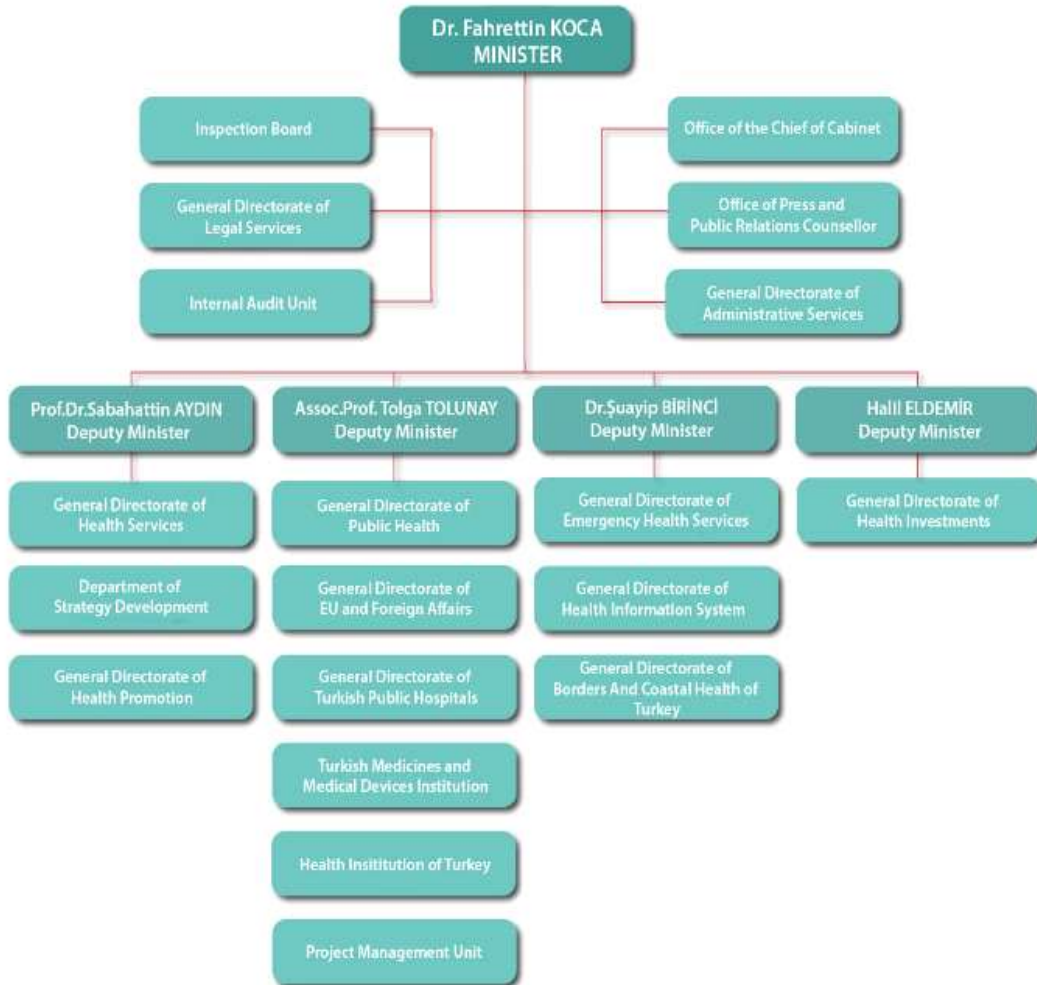 Dr. Fahrettin KOCA
MINISTER
Inspection Board
Office of the Chief of Cabinet
General Directorate of
Legal Services
Office of Press and
Public Relations Counsellor
Internal Audit Unit
General Directorate of
Administrative Services
Prof.Dr.Sabahattin AYDIN
Deputy Minister
Assoc.Prof. Tolga TOLUNAY
Deputy Minister
Dr.Şuayip BİRİNCİ
Deputy Minister
Halil ELDEMİR
Deputy Minister
General Directorate of
Health Services
Department of
Strategy Development
General Directorate of
Health Promotion
General Directorate of
Public Health
General Directorate of
EU and Foreign Affairs
General Directorate of
Turkish Public Hospitals
Turkish Medicines and
Medical Devices Institution
Health Insititution of Turkey
Project Management Unit
General Directorate of
Emergency Health Services
General Directorate of
Health Information System
General Directorate of
Borders And Coastal Health of
Turkey
General Directorate of
Health Investments